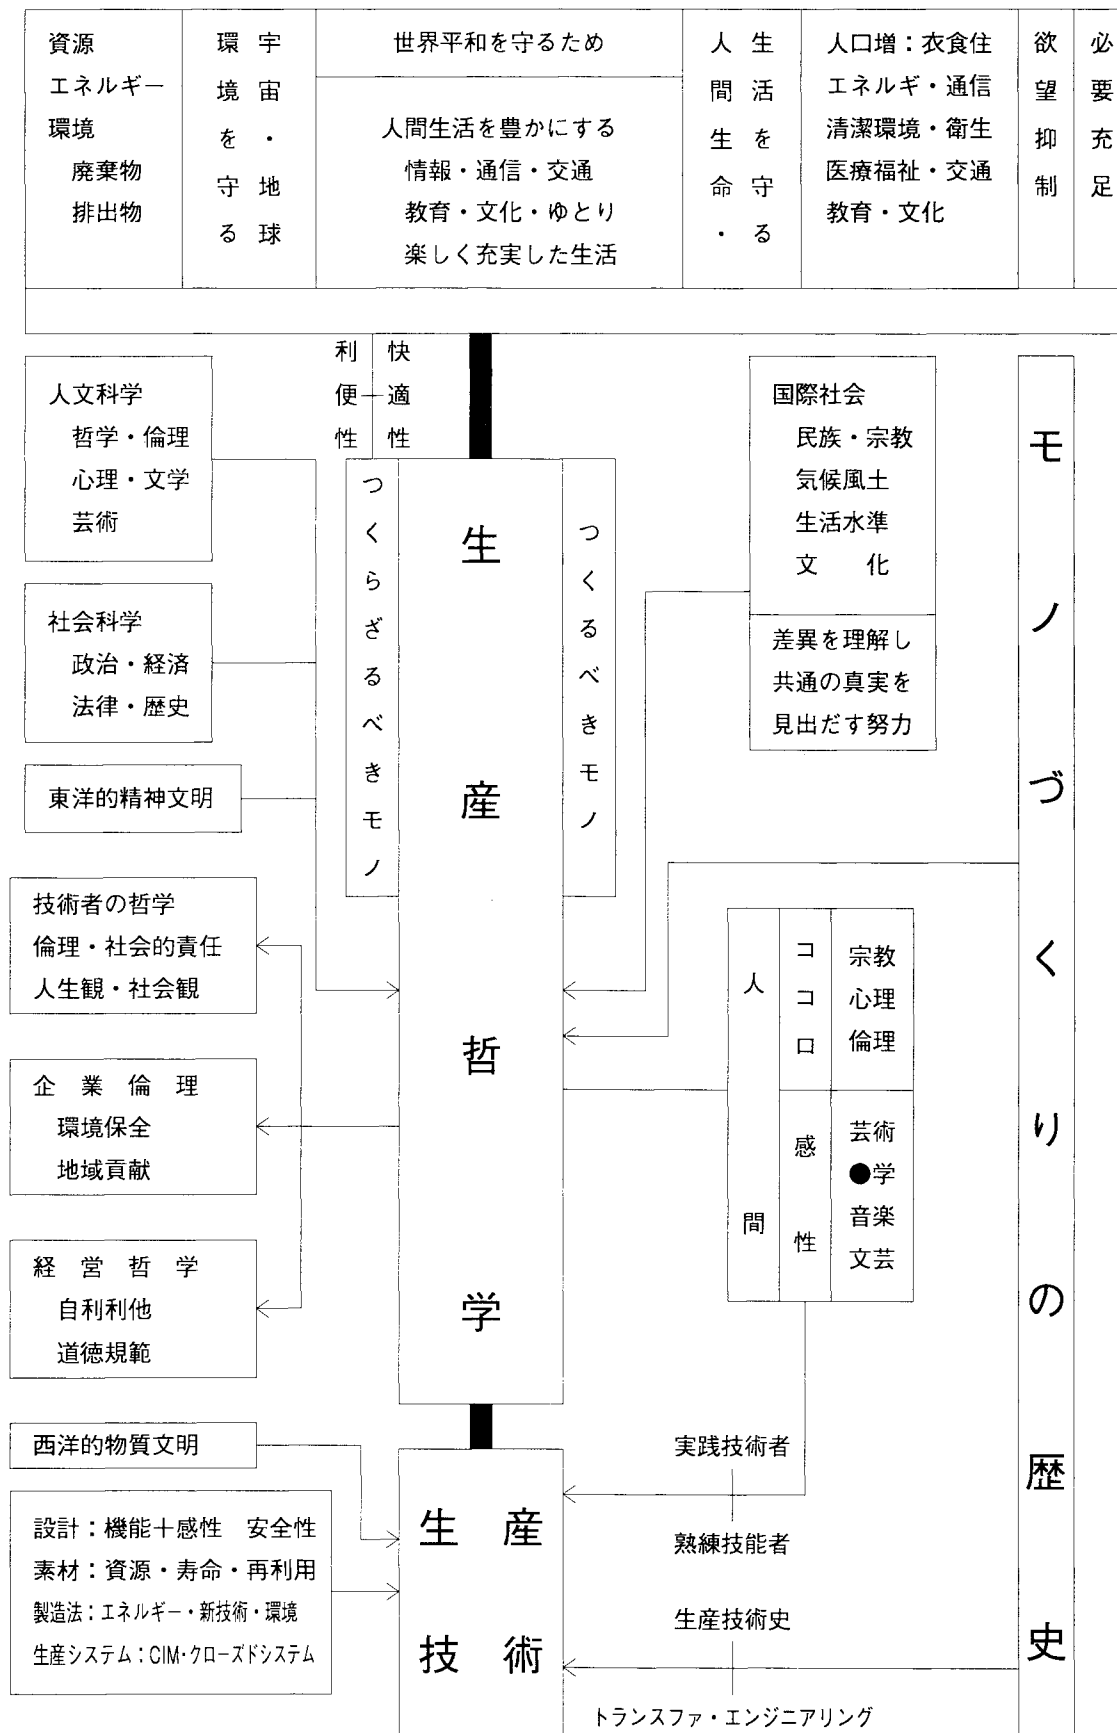 資源
エネルギー
環境
廃棄物
排出物
宇宙・地球
環境を守る
世界平和を守るため
人間生活を豊かにする
情報・通信・交通
教育・文化・ゆとり
楽しく充実した生活
生活を守る
人間生命・
人口増：衣食住
エネルギ・通信
清潔環境・衛生
医療福祉・交通
教育・文化
欲望抑制
必要充足
利便性
快適性
人文科学
哲学・倫理
心理・文学
芸術
社会科学
政治・経済
法律・歴史
東洋的精神文明
つくらざるべきモノ
生産哲学
つくるべきモノ
国際社会
民族・宗教
気候風土
生活水準
文　化
差異を理解し
共通の真実を
見出だす努力
モノづくりの歴史
技術者の哲学
倫理・社会的責任
人生観・社会観
企　業　倫　理
環境保全
地域貢献
経　営　哲　学
自利利他
道徳規範
人間
ココロ
宗教
心理
倫理
感性
芸術
●学
音楽
文芸
西洋的物質文明
設計：機能＋感性　安全性
素材：資源・寿命・再利用
製造法：エネルギー・新技術・環境
生産システム：CIM・クローズドシステム
生　産
技　術
実践技術者
熟練技能者
生産技術史
トランスファ・エンジニアリング